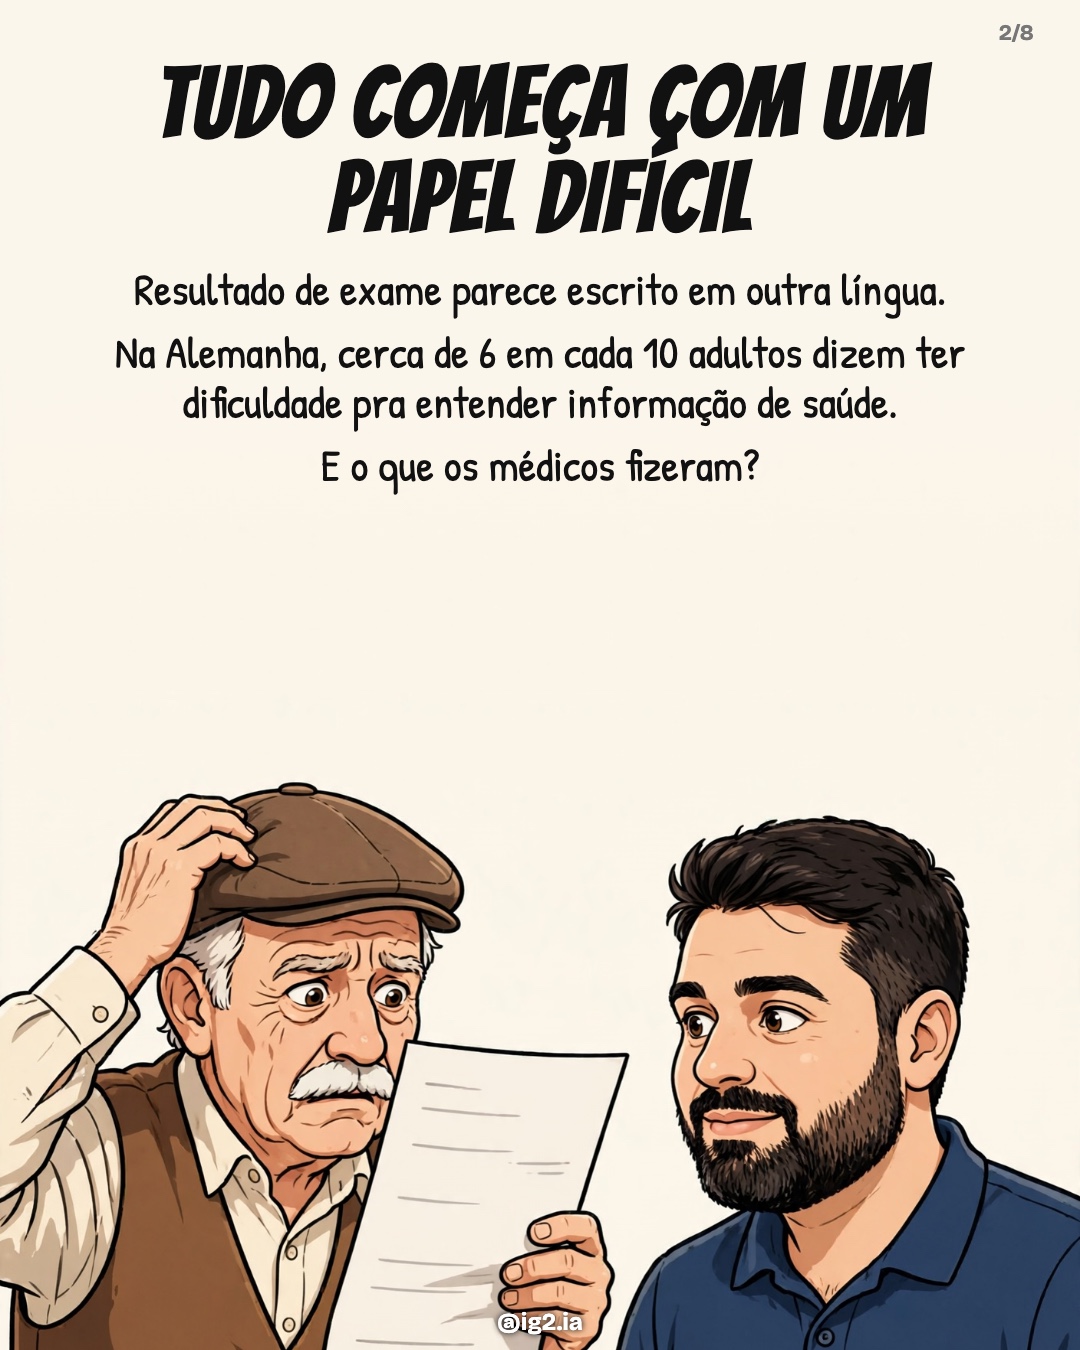 2/8
TUDO COMEÇA COM UM
PAPEL DIFÍCIL
Resultado de exame parece escrito em outra língua.
Na Alemanha, cerca de 6 em cada 10 adultos dizem ter
dificuldade pra entender informação de saúde.
E o que os médicos fizeram?
@ig2.ia